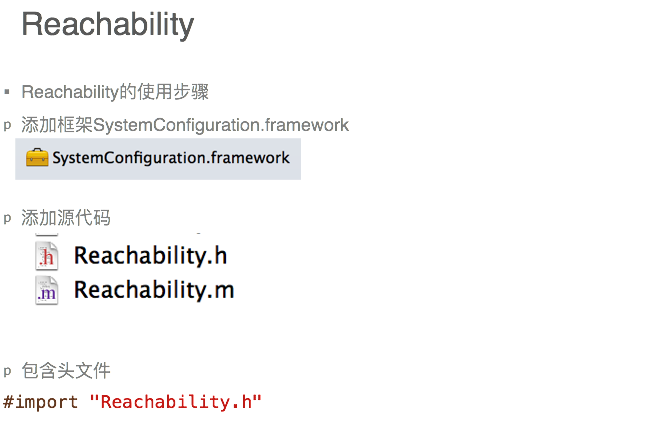 Reachability
▪ Reachability的使用步骤
p 添加框架SystemConfiguration.framework
SystemConfiguration.framework
p 添加源代码
.h Reachability.h
.m Reachability.m
p 包含头文件
#import "Reachability.h"